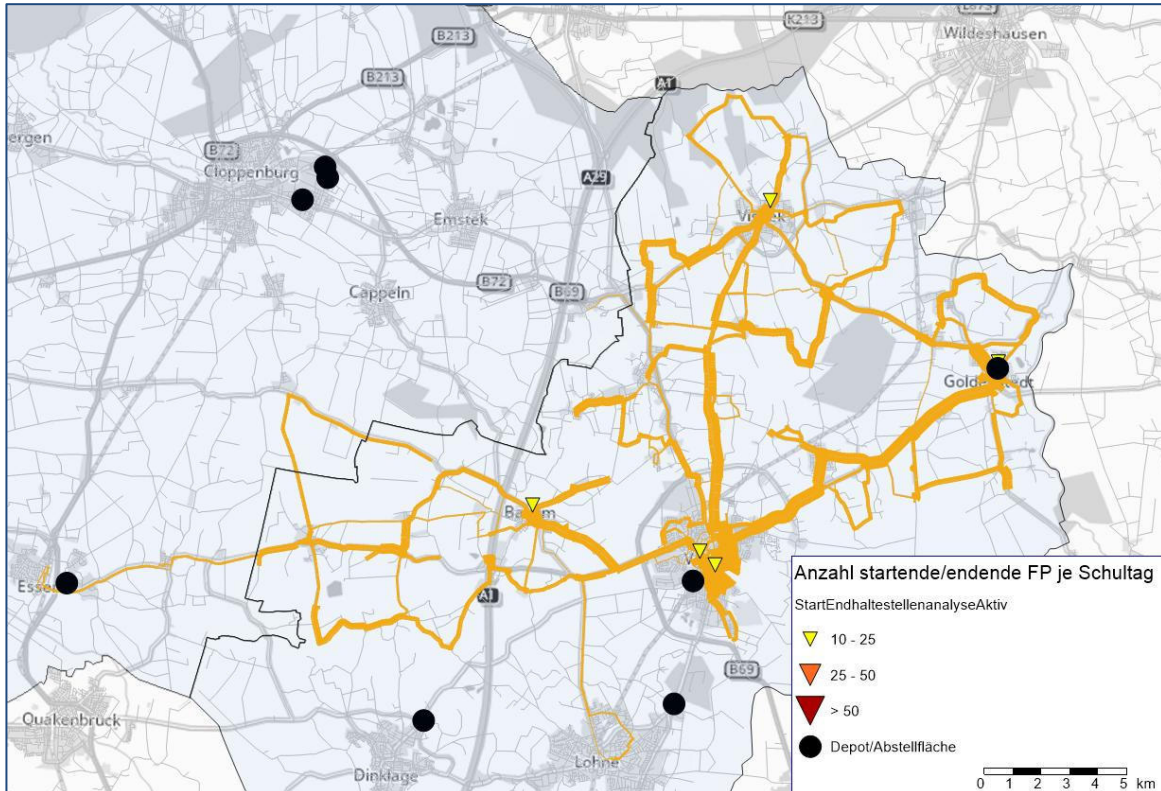 B213
K213
L873
Wildeshausen
B213
A1
ergen
B72
Cloppenburg
A29
Emstek
Cappeln
B72
B69
Essen
A1
B69
Quakenbrück
Dinklage
Lohne
Anzahl startende/endende FP je Schultag
StartEndhaltestellenanalyseAktiv
10 - 25
25 - 50
> 50
Depot/Abstellfläche
0 1 2 3 4 5 km